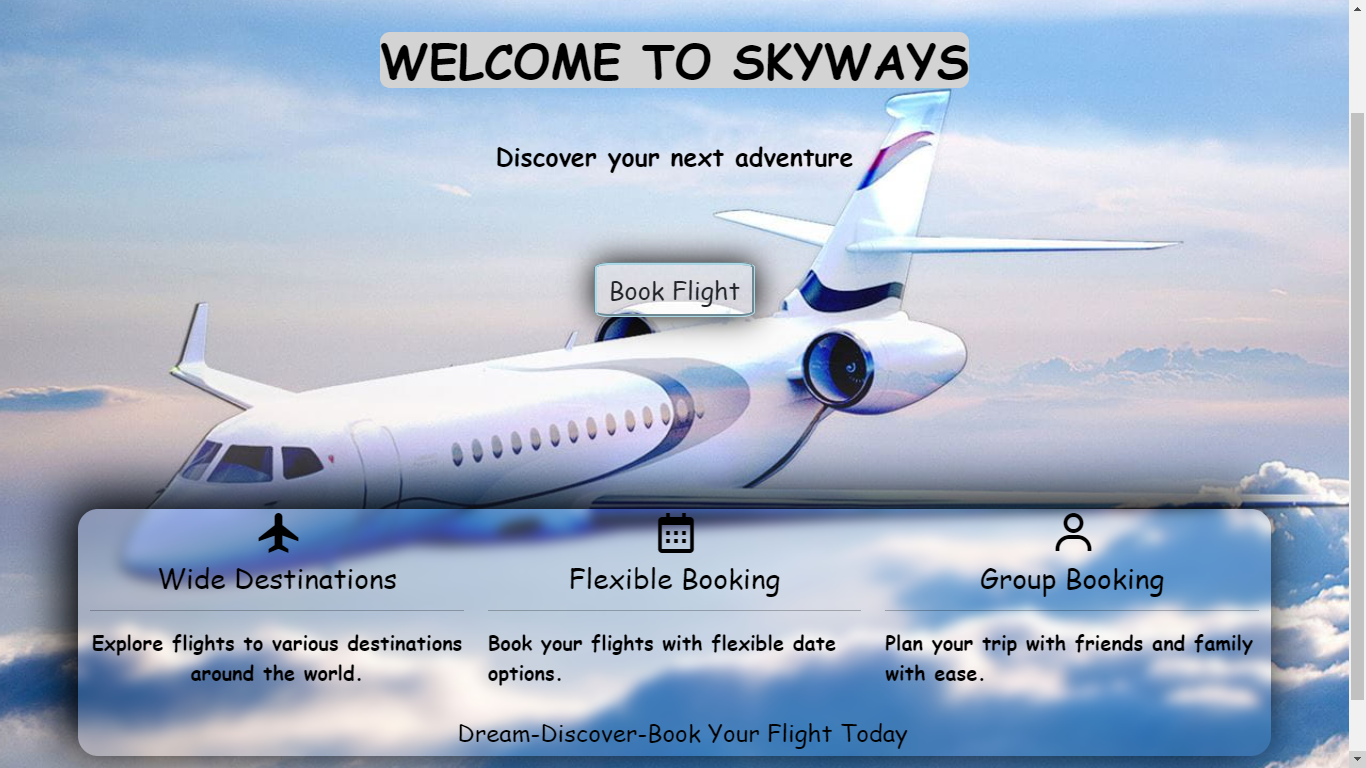 WELCOME TO SKYWAYS
Discover your next adventure
Book Flight
Wide Destinations
Explore flights to various destinations
around the world.
Flexible Booking
Book your flights with flexible date
options.
Group Booking
Plan your trip with friends and family
with ease.
Dream-Discover-Book Your Flight Today